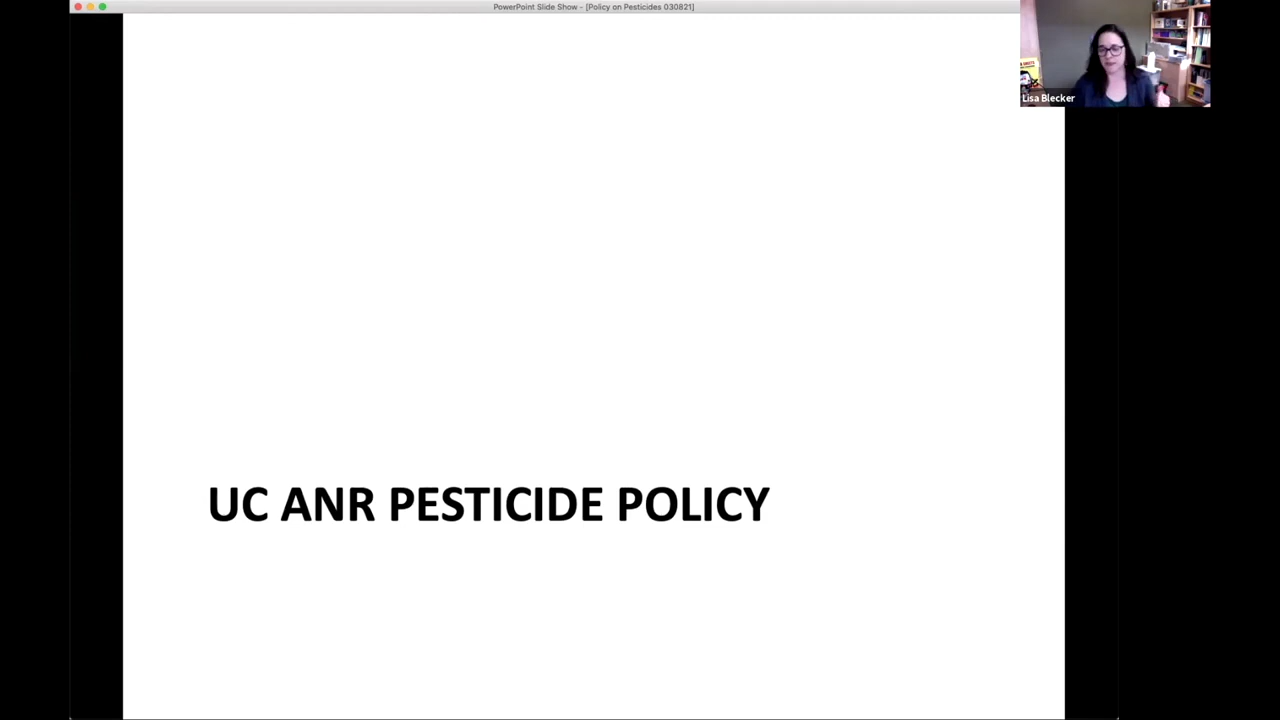 PowerPoint Slide Show - [Policy on Pesticides 030821]
Lisa Blecker
UC ANR PESTICIDE POLICY